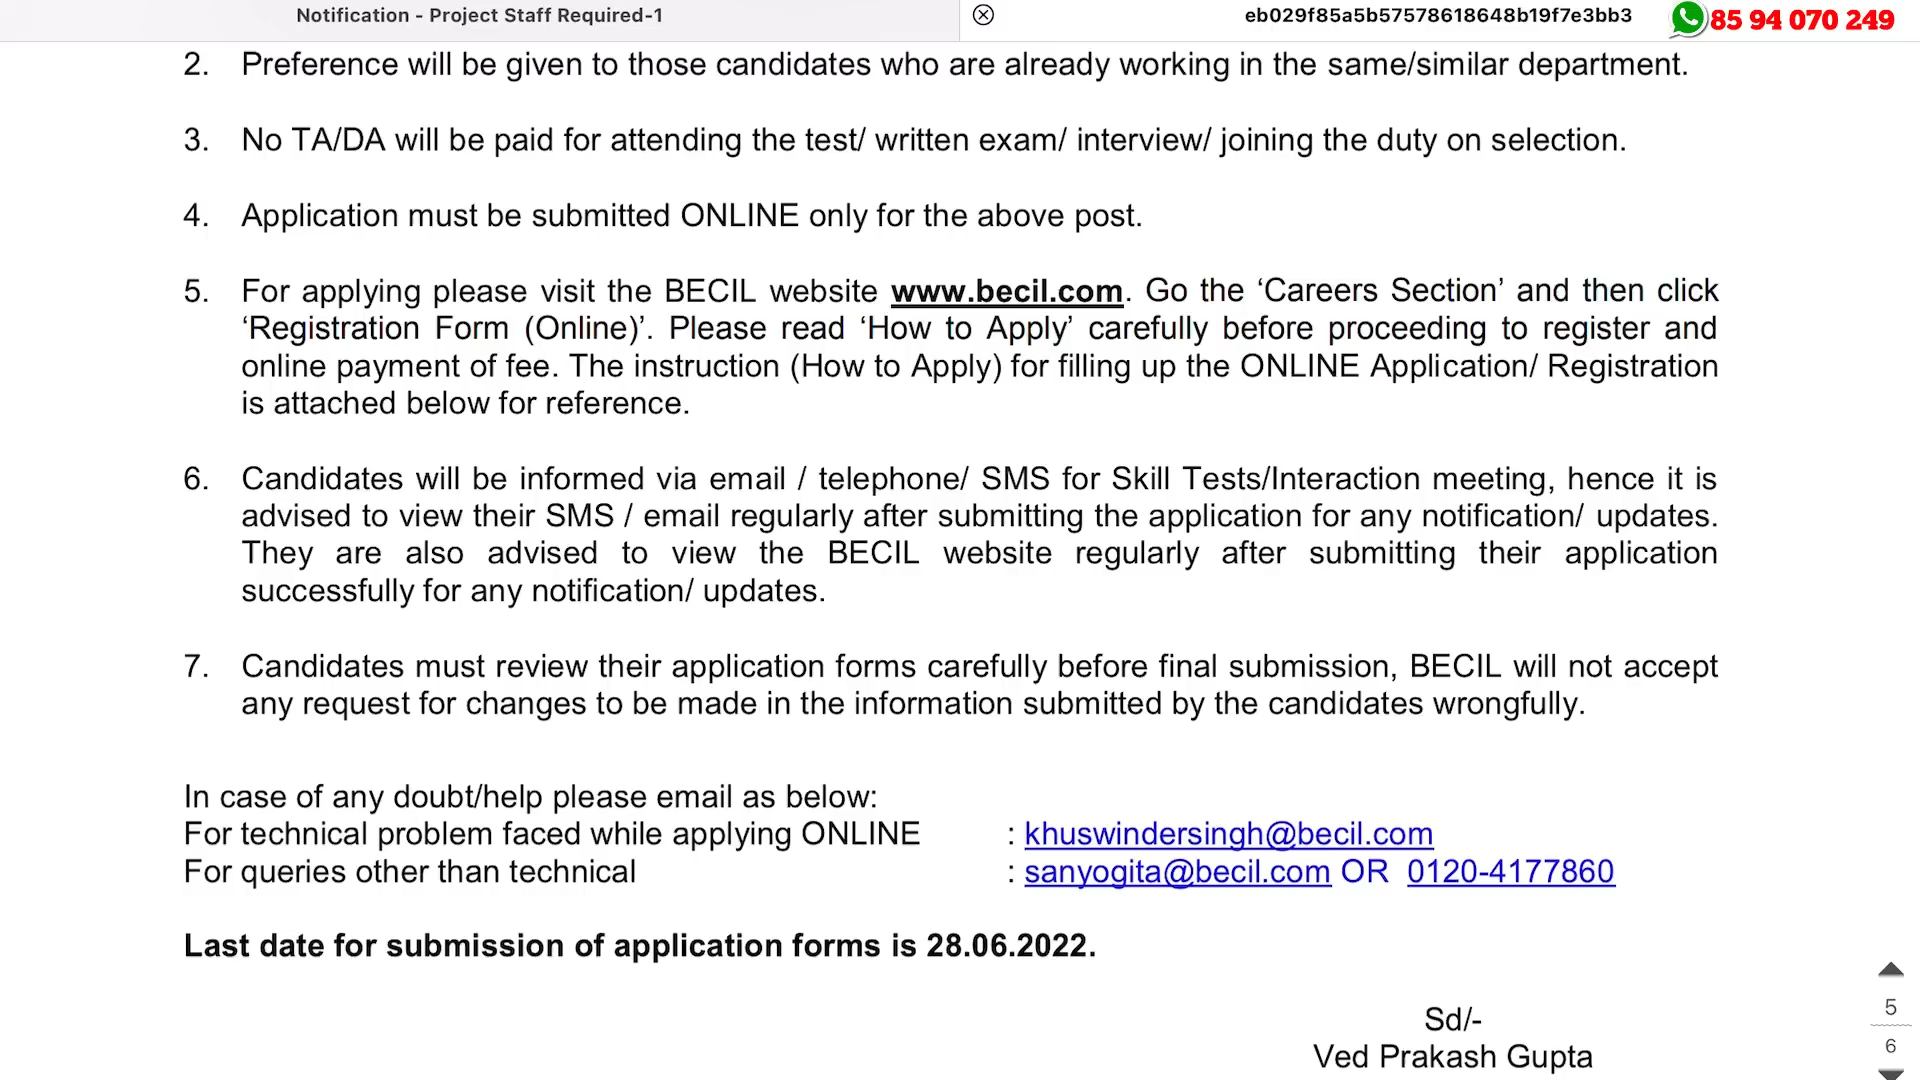 Notification - Project Staff Required-1
eb029f85a5b57578618648b19f7e3bb3
85 94 070 249
2. Preference will be given to those candidates who are already working in the same/similar department.
3. No TA/DA will be paid for attending the test/ written exam/ interview/ joining the duty on selection.
4. Application must be submitted ONLINE only for the above post.
5. For applying please visit the BECIL website www.becil.com. Go the ‘Careers Section’ and then click
‘Registration Form (Online)’. Please read ‘How to Apply’ carefully before proceeding to register and
online payment of fee. The instruction (How to Apply) for filling up the ONLINE Application/ Registration
is attached below for reference.
6. Candidates will be informed via email / telephone/ SMS for Skill Tests/Interaction meeting, hence it is
advised to view their SMS / email regularly after submitting the application for any notification/ updates.
They are also advised to view the BECIL website regularly after submitting their application
successfully for any notification/ updates.
7. Candidates must review their application forms carefully before final submission, BECIL will not accept
any request for changes to be made in the information submitted by the candidates wrongfully.
In case of any doubt/help please email as below:
For technical problem faced while applying ONLINE : khuswindersingh@becil.com
For queries other than technical : sanyogita@becil.com OR 0120-4177860
Last date for submission of application forms is 28.06.2022.
Sd/-
Ved Prakash Gupta
5
6